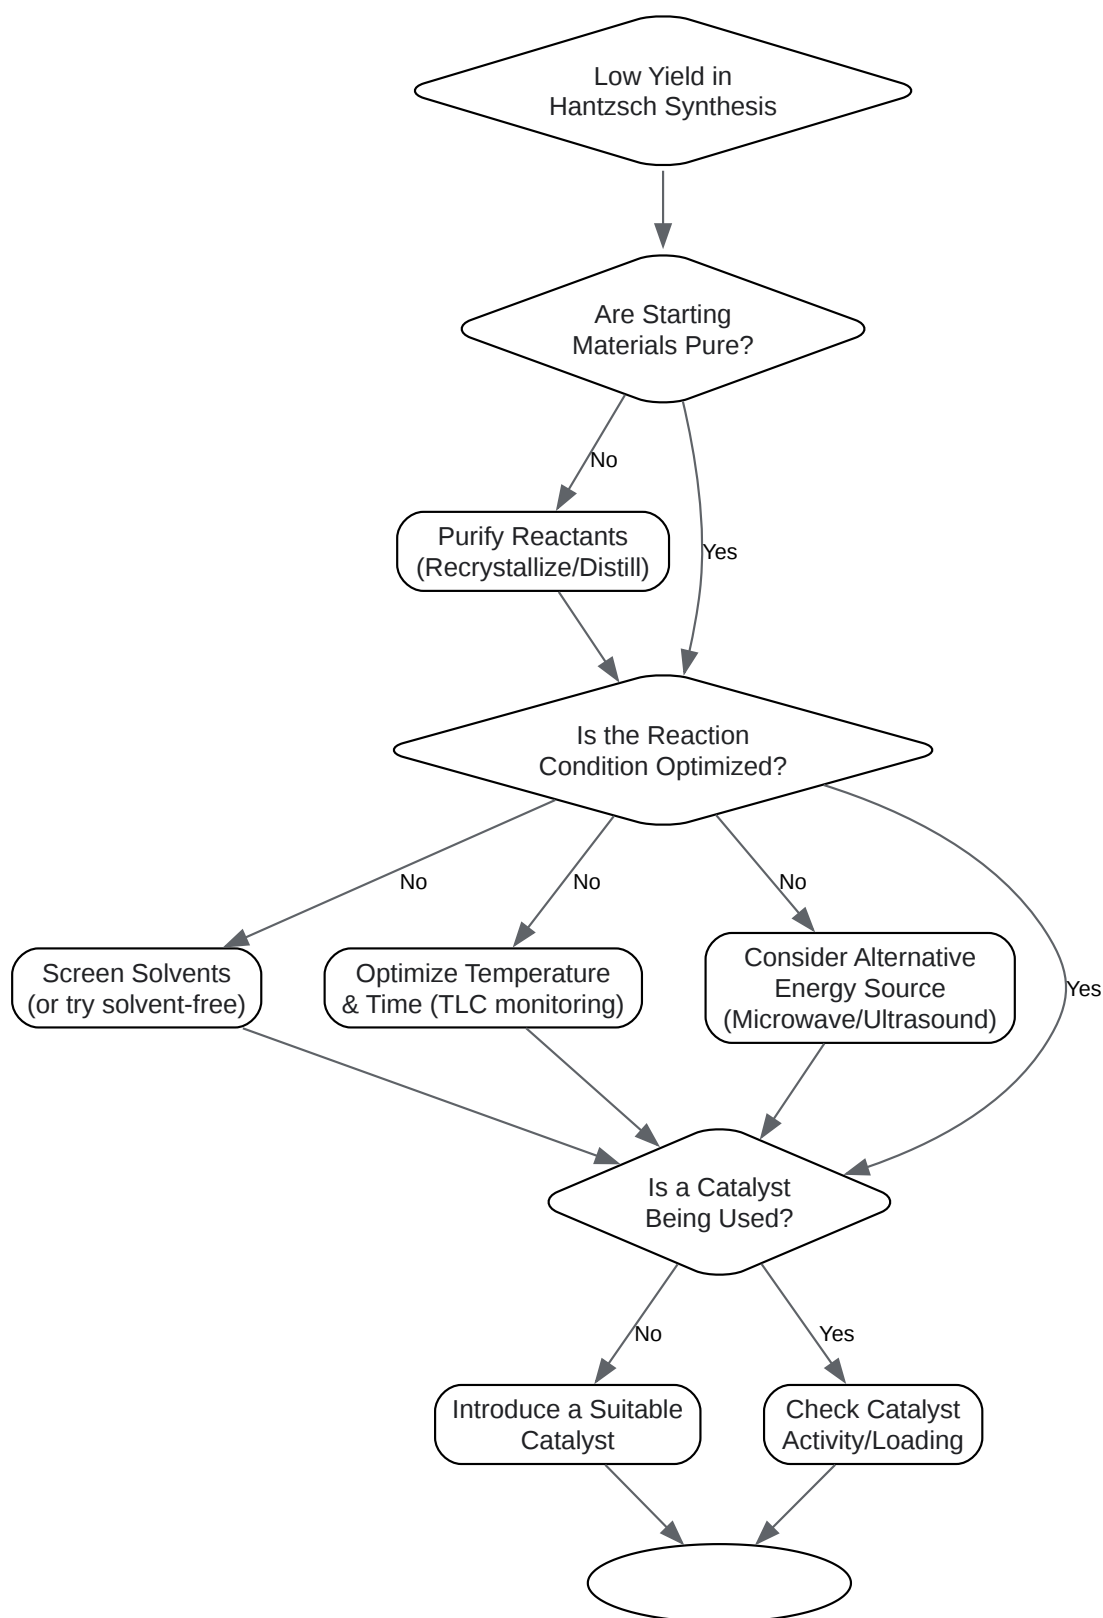 Low Yield in
Hantzsch Synthesis
Are Starting
Materials Pure?
No
Purify Reactants
(Recrystallize/Distill)
Yes
Is the Reaction
Condition Optimized?
No
No
No
Screen Solvents
(or try solvent-free)
Optimize Temperature
& Time (TLC monitoring)
Consider Alternative
Energy Source
(Microwave/Ultrasound)
Yes
Is a Catalyst
Being Used?
No
Yes
Introduce a Suitable
Catalyst
Check Catalyst
Activity/Loading